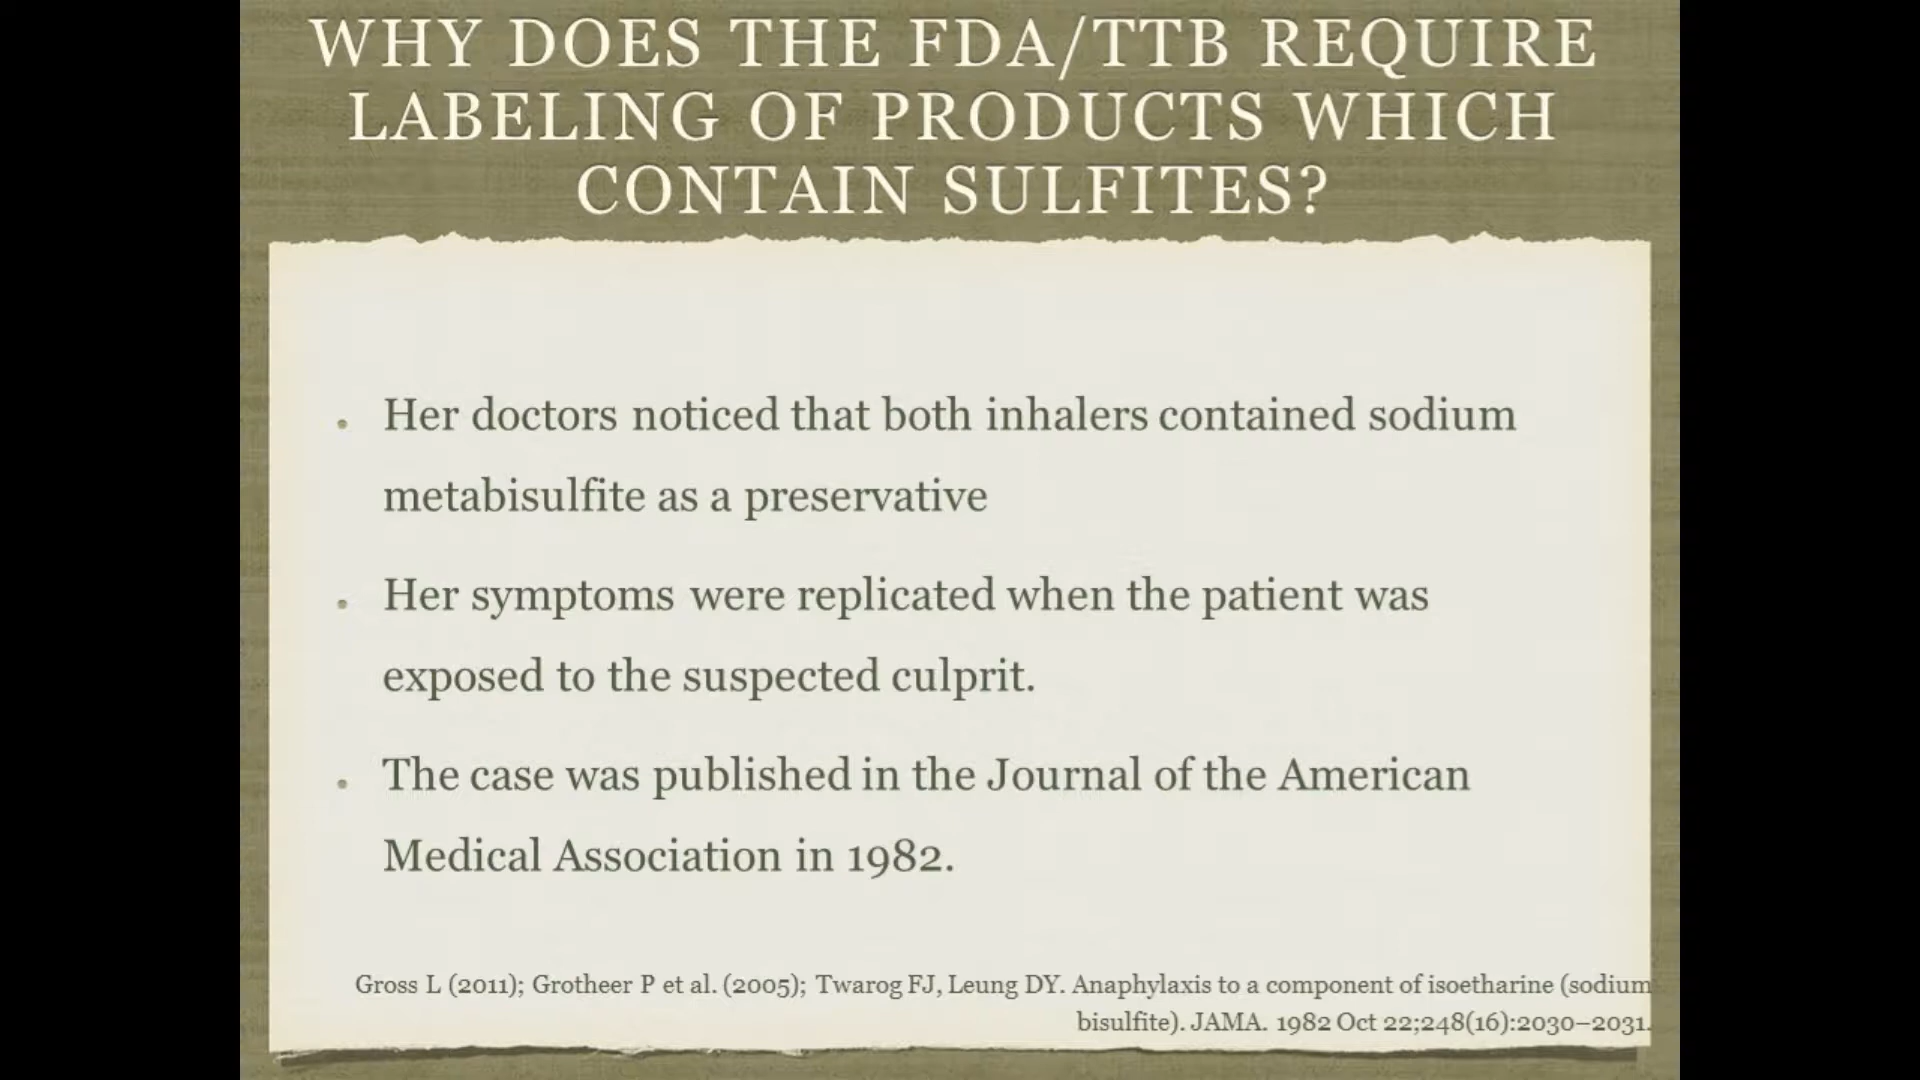 WHY DOES THE FDA/TTB REQUIRE
LABELING OF PRODUCTS WHICH
CONTAIN SULFITES?
Her doctors noticed that both inhalers contained sodium
metabisulfite as a preservative
Her symptoms were replicated when the patient was
exposed to the suspected culprit.
The case was published in the Journal of the American
Medical Association in 1982.
Gross L (2011); Grotheer P et al. (2005); Twarog FJ, Leung DY. Anaphylaxis to a component of isoetharine (sodium
bisulfite). JAMA. 1982 Oct 22;248(16):2030–2031.